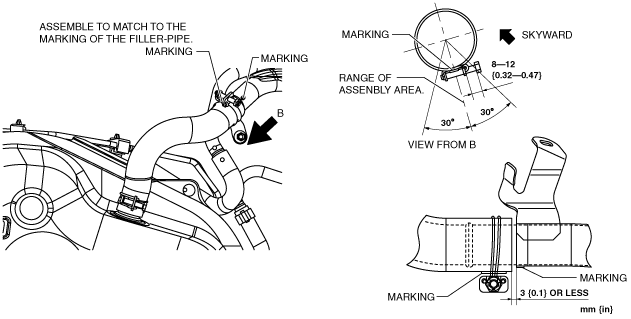 ASSEMBLE TO MATCH TO THE
MARKING OF THE FILLER-PIPE.
MARKING
MARKING
B
MARKING
SKYWARD
8—12
{0.32—0.47}
RANGE OF
ASSENBLY AREA.
30°
30°
VIEW FROM B
MARKING
MARKING
3 {0.1} OR LESS
mm {in}